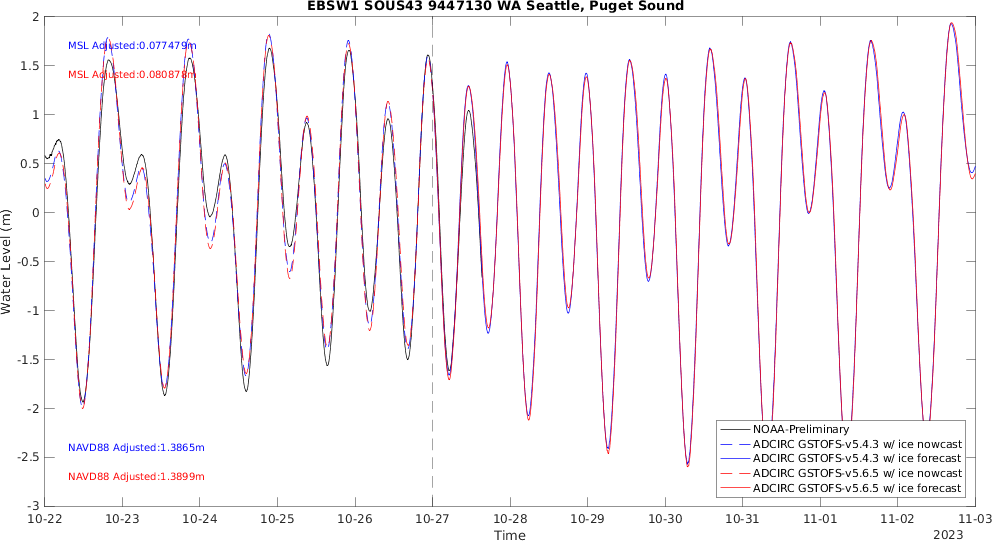 EBSW1 SOUS43 9447130 WA Seattle, Puget Sound
MSL Adjusted:0.077479m
MSL Adjusted:0.080878m
NAVD88 Adjusted:1.3865m
NAVD88 Adjusted:1.3899m
Water Level (m)
2
1.5
1
0.5
0
-0.5
-1
-1.5
-2
-2.5
-3
NOAA-Preliminary
ADCIRC GSTOFS-v5.4.3 w/ ice nowcast
ADCIRC GSTOFS-v5.4.3 w/ ice forecast
ADCIRC GSTOFS-v5.6.5 w/ ice nowcast
ADCIRC GSTOFS-v5.6.5 w/ ice forecast
10-22 10-23 10-24 10-25 10-26 10-27 10-28 10-29 10-30 10-31 11-01 11-02 11-03
Time
2023